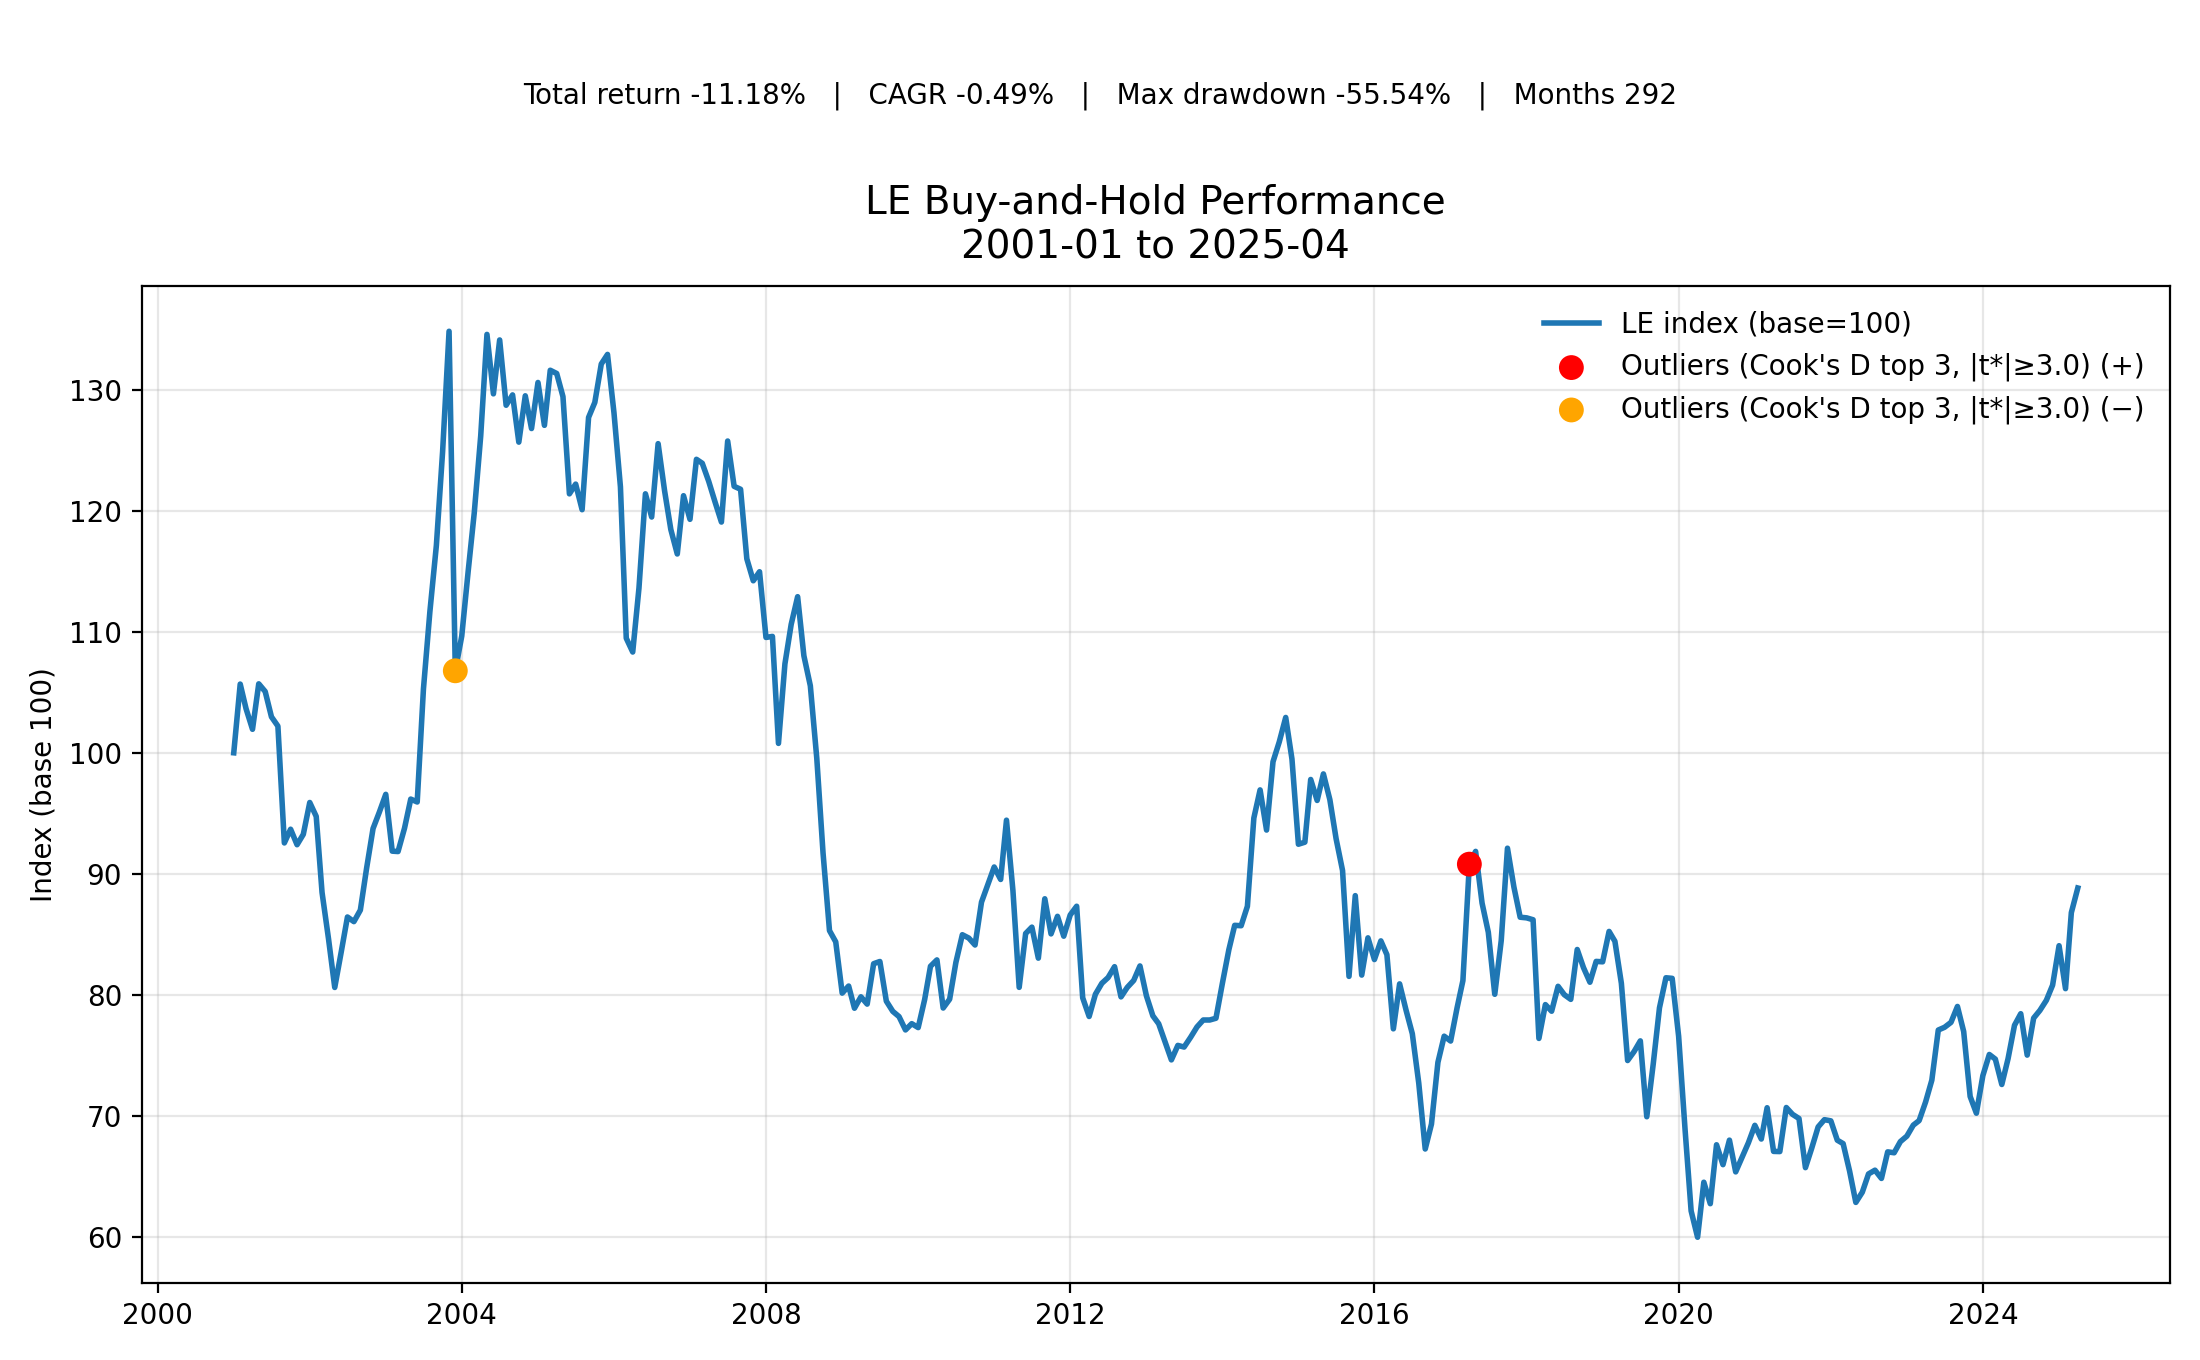 Total return -11.18%   |   CAGR -0.49%   |   Max drawdown -55.54%   |   Months 292
LE Buy-and-Hold Performance
2001-01 to 2025-04
LE index (base=100)
Outliers (Cook's D top 3, |t*|≥3.0) (+)
Outliers (Cook's D top 3, |t*|≥3.0) (−)
Index (base 100)
130
120
110
100
90
80
70
60
2000
2004
2008
2012
2016
2020
2024